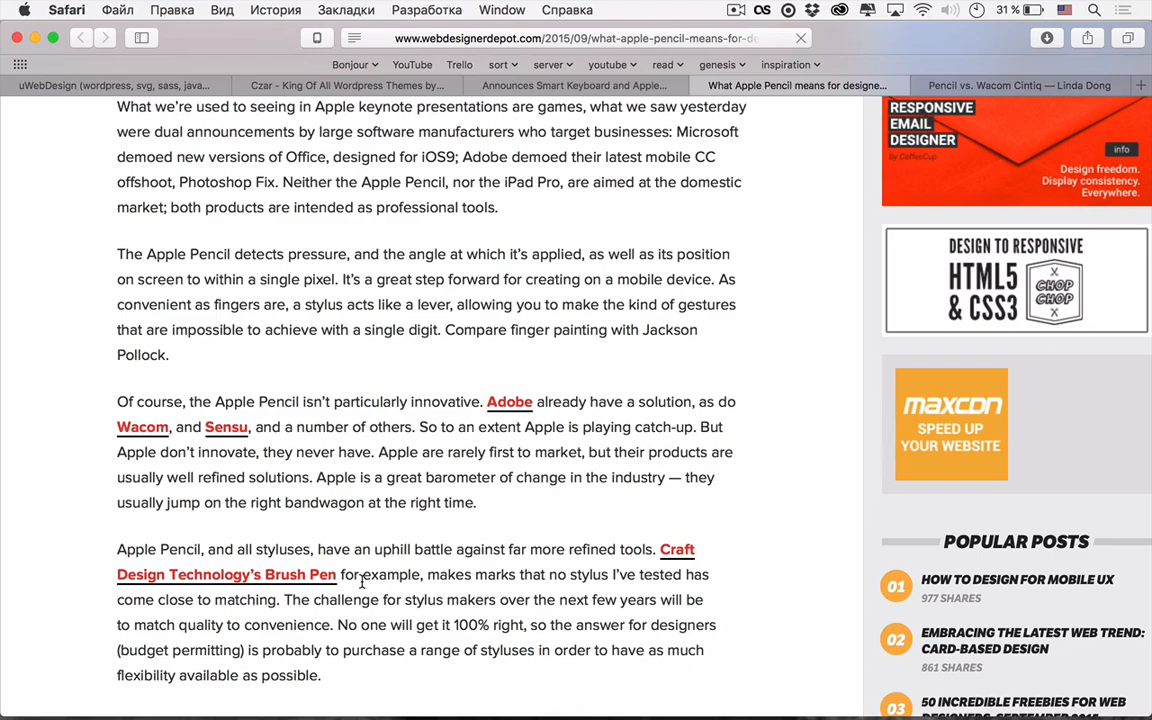 Safari Файл Правка Вид История Закладки Разработка Window Справка
31 %
www.webdesignerdepot.com/2015/09/what-apple-pencil-means-for-de
Bonjour YouTube Trello sort server youtube read genesis inspiration
uWebDesign (wordpress, svg, sass, java...
Czar - King Of All Wordpress Themes by...
Announces Smart Keyboard and Apple...
What Apple Pencil means for designe...
Pencil vs. Wacom Cintiq — Linda Dong
What we're used to seeing in Apple keynote presentations are games, what we saw yesterday
were dual announcements by large software manufacturers who target businesses: Microsoft
demoed new versions of Office, designed for iOS9; Adobe demoed their latest mobile CC
offshoot, Photoshop Fix. Neither the Apple Pencil, nor the iPad Pro, are aimed at the domestic
market; both products are intended as professional tools.
The Apple Pencil detects pressure, and the angle at which it's applied, as well as its position
on screen to within a single pixel. It's a great step forward for creating on a mobile device. As
convenient as fingers are, a stylus acts like a lever, allowing you to make the kind of gestures
that are impossible to achieve with a single digit. Compare finger painting with Jackson
Pollock.
Of course, the Apple Pencil isn't particularly innovative. Adobe already have a solution, as do
Wacom, and Sensu, and a number of others. So to an extent Apple is playing catch-up. But
Apple don't innovate, they never have. Apple are rarely first to market, but their products are
usually well refined solutions. Apple is a great barometer of change in the industry — they
usually jump on the right bandwagon at the right time.
Apple Pencil, and all styluses, have an uphill battle against far more refined tools. Craft
Design Technology's Brush Pen for example, makes marks that no stylus I've tested has
come close to matching. The challenge for stylus makers over the next few years will be
to match quality to convenience. No one will get it 100% right, so the answer for designers
(budget permitting) is probably to purchase a range of styluses in order to have as much
flexibility available as possible.
RESPONSIVE
EMAIL
DESIGNER
by CoffeeCup
info
Design freedom.
Display consistency.
Everywhere.
DESIGN TO RESPONSIVE
HTML5
& CSS3
CHOP
CHOP
maxcdn
SPEED UP
YOUR WEBSITE
POPULAR POSTS
01 HOW TO DESIGN FOR MOBILE UX
977 SHARES
02 EMBRACING THE LATEST WEB TREND:
CARD-BASED DESIGN
861 SHARES
03 50 INCREDIBLE FREEBIES FOR WEB
DESIGNERS, SEPTEMBER 2015